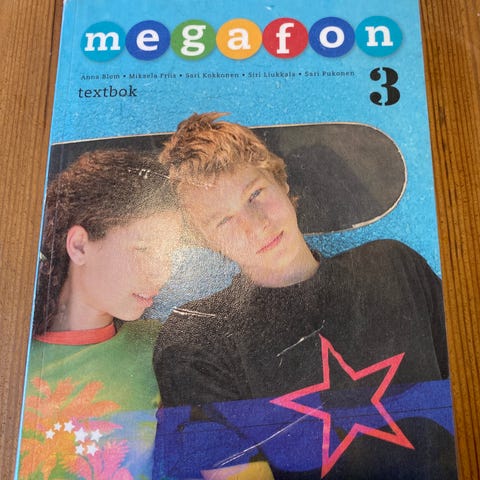 megafon
Anna Blom • Mikaela Friis • Sari Kokkonen • Siri Liukkala • Sari Pukonen
textbok
3